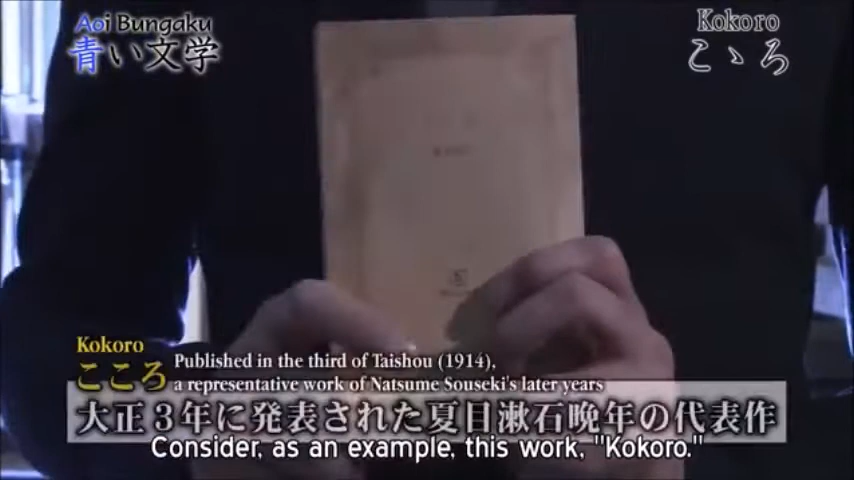 Aoi Bungaku
青い文学
Kokoro
こゝろ
Kokoro
こころ
Published in the third of Taishou (1914),
a representative work of Natsume Souseki's later years
大正3年に発表された夏目漱石晩年の代表作
Consider, as an example, this work, "Kokoro."